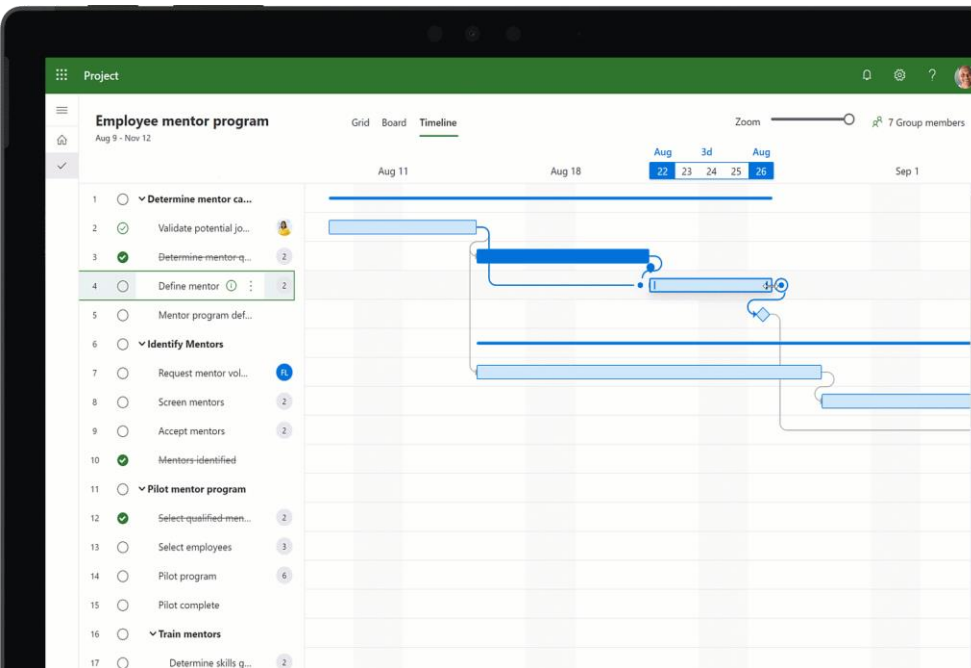 Project
Employee mentor program
Aug 9 - Nov 12
Grid Board Timeline
Zoom
7 Group members
Aug 3d Aug
Aug 11 Aug 18 22 23 24 25 26 Sep 1
1 Determine mentor ca...
2 Validate potential jo...
3 Determine mentor q... 2
4 Define mentor 2
5 Mentor program def...
6 Identify Mentors
7 Request mentor vol... FL
8 Screen mentors 2
9 Accept mentors 2
10 Mentors identified
11 Pilot mentor program
12 Select qualified men... 2
13 Select employees 3
14 Pilot program 6
15 Pilot complete
16 Train mentors
17 Determine skills g... 2